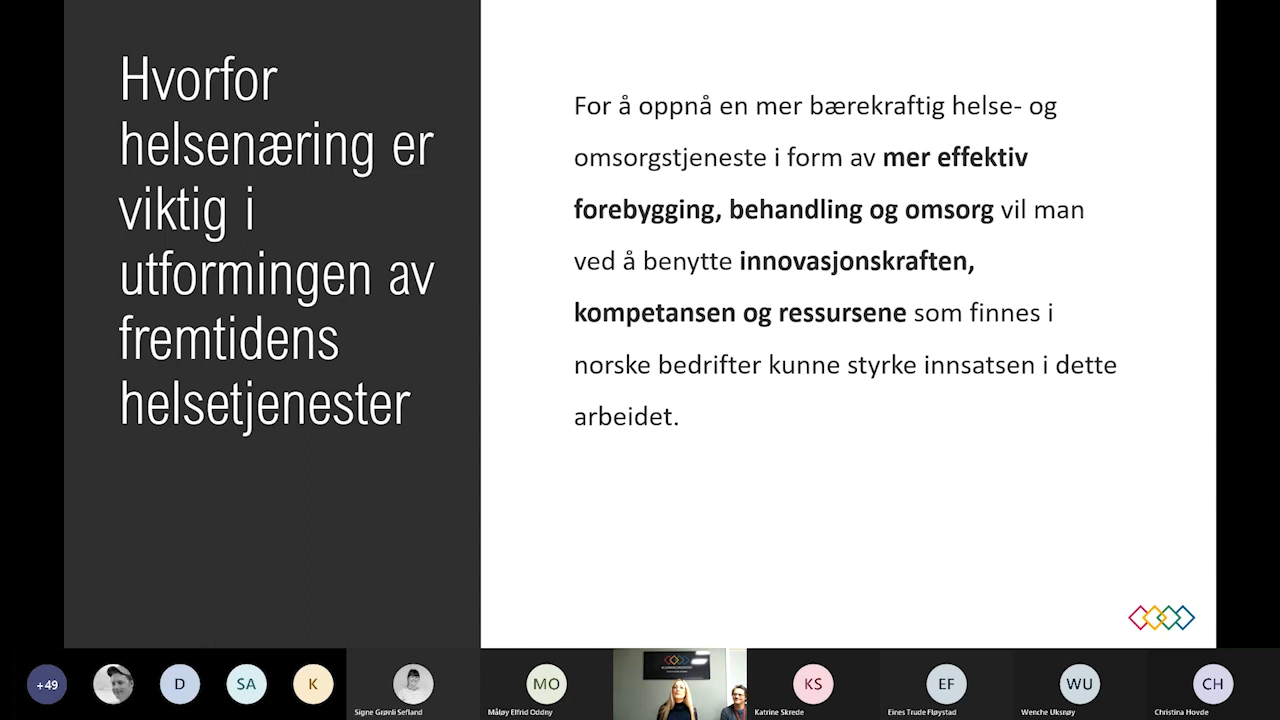 Hvorfor
helsenæring er
viktig i
utformingen av
fremtidens
helsetjenester
For å oppnå en mer bærekraftig helse- og
omsorgstjeneste i form av mer effektiv
forebygging, behandling og omsorg vil man
ved å benytte innovasjonskraften,
kompetansen og ressursene som finnes i
norske bedrifter kunne styrke innsatsen i dette
arbeidet.
+49
D
SA
K
Signe Grønli Sefland
MO
Måløy Elfrid Oddny
KS
Katrine Skrede
EF
Eines Trude Fløystad
WU
Wenche Uksnøy
CH
Christina Hovde